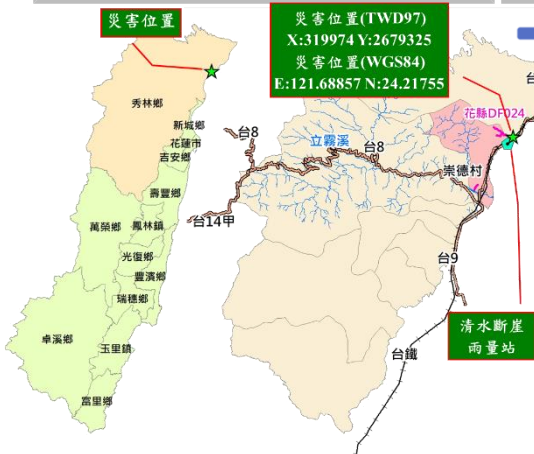 災害位置
秀林鄉
新城鄉
花蓮市
吉安鄉
壽豐鄉
萬榮鄉
鳳林鎮
光復鄉
豐濱鄉
瑞穗鄉
卓溪鄉
玉里鎮
富里鄉
災害位置(TWD97)
X:319974 Y:2679325
災害位置(WGS84)
E:121.68857 N:24.21755
花縣DF024
台8
立霧溪
台8
崇德村
台14甲
台9
清水斷崖
雨量站
台鐵